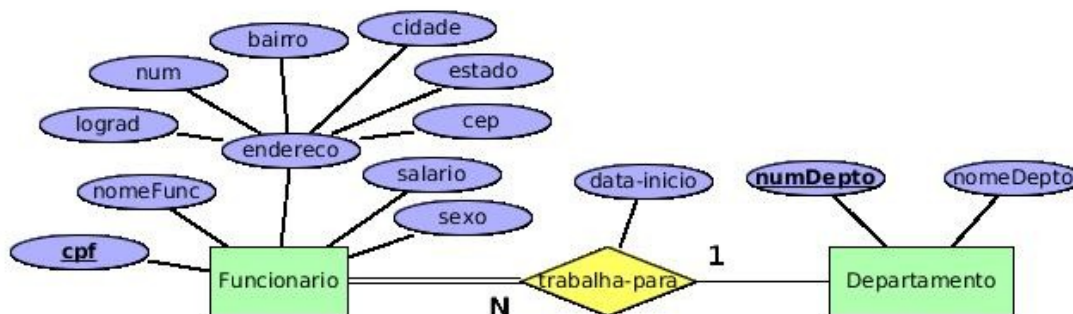 cidade
bairro
num
estado
lograd
cep
endereco
nomeFunc
salario
data-inicio
numDepto
nomeDepto
sexo
cpf
Funcionario
N
trabalha-para
1
Departamento